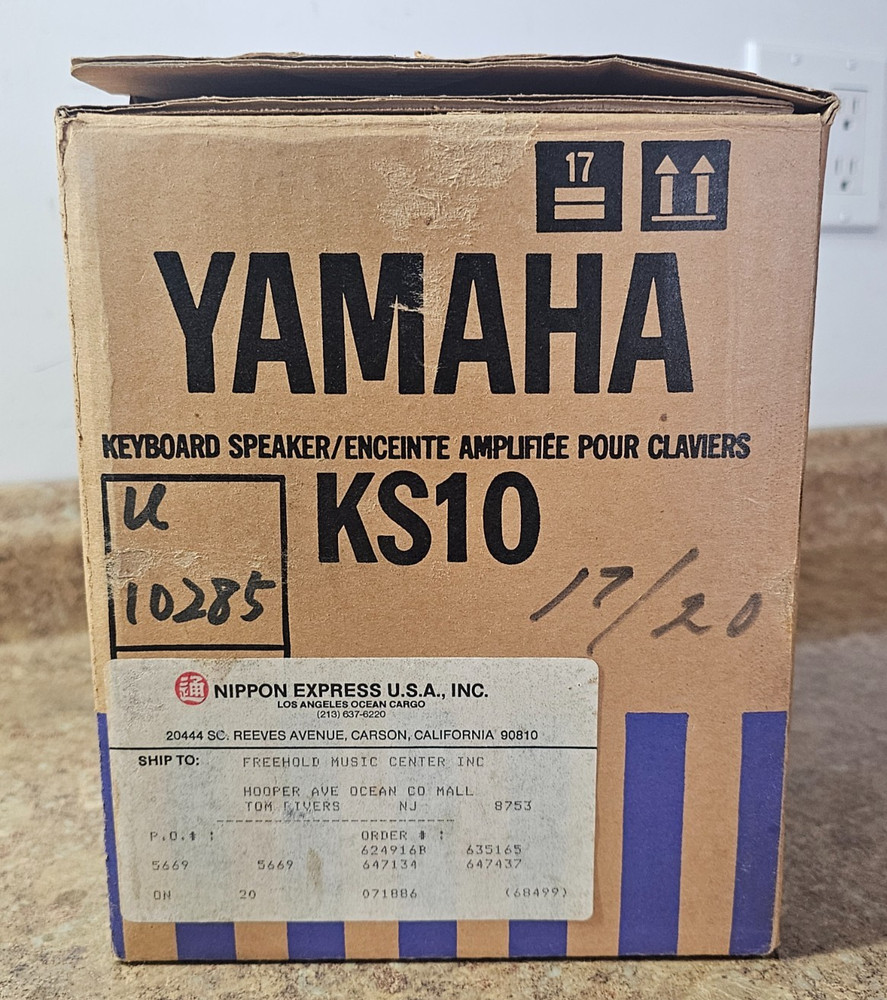 17
YAMAHA
KEYBOARD SPEAKER/ENCEINTE AMPLIFIÉE POUR CLAVIERS
KS10
U
10285
17/20
通 NIPPON EXPRESS U.S.A., INC.
LOS ANGELES OCEAN CARGO
(213) 637-6220
20444 SO. REEVES AVENUE, CARSON, CALIFORNIA 90810
SHIP TO: FREEHOLD MUSIC CENTER INC
HOOPER AVE OCEAN CO MALL
TOM RIVERS NJ 8753
P.O.# : ORDER # :
624916B 635165
5669 5669 647134 647437
ON 20 071886 (68499)